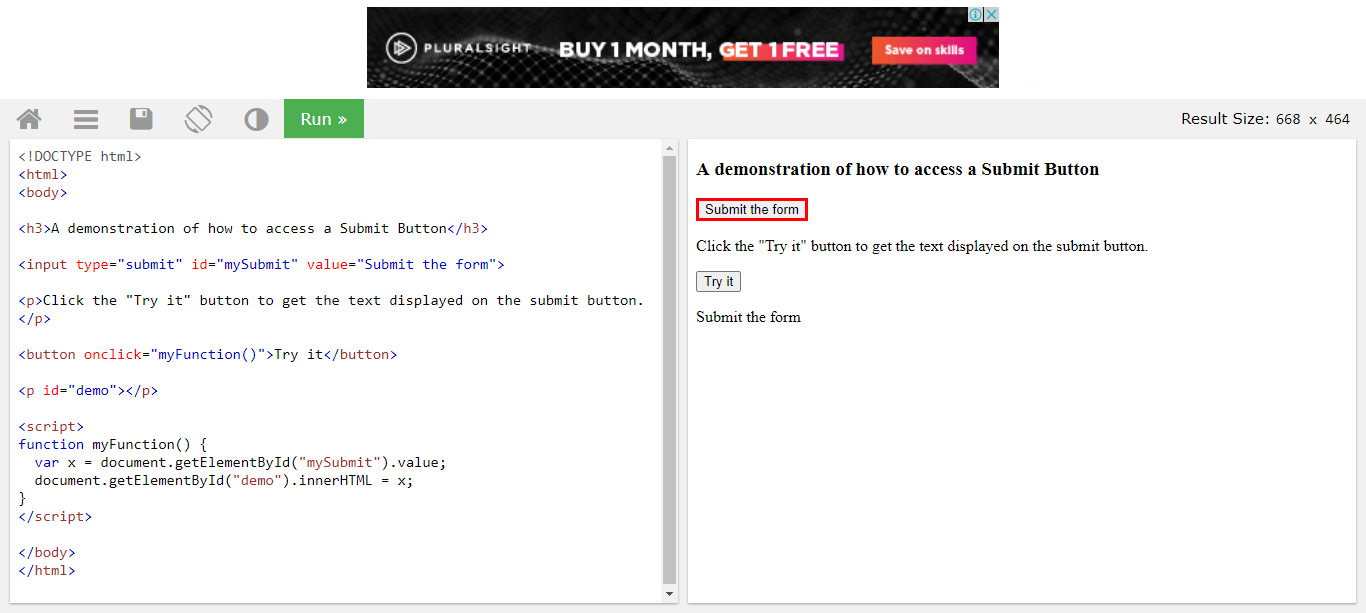 PLURALSIGHT BUY 1 MONTH, GET 1 FREE Save on skills
Run » Result Size: 668 x 464
<!DOCTYPE html>
<html>
<body>
<h3>A demonstration of how to access a Submit Button</h3>
<input type="submit" id="mySubmit" value="Submit the form">
<p>Click the "Try it" button to get the text displayed on the submit button.
</p>
<button onclick="myFunction()">Try it</button>
<p id="demo"></p>
<script>
function myFunction() {
  var x = document.getElementById("mySubmit").value;
  document.getElementById("demo").innerHTML = x;
}
</script>
</body>
</html>
A demonstration of how to access a Submit Button
Submit the form
Click the "Try it" button to get the text displayed on the submit button.
Try it
Submit the form